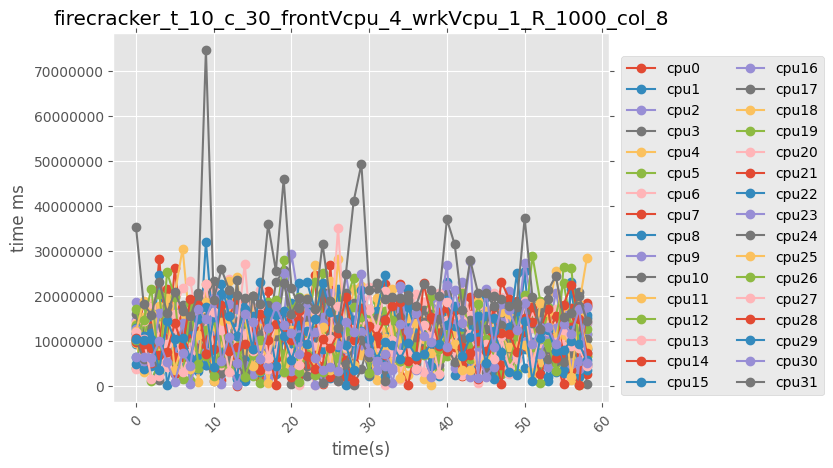 firecracker_t_10_c_30_frontVcpu_4_wrkVcpu_1_R_1000_col_8
time ms
70000000
60000000
50000000
40000000
30000000
20000000
10000000
0
0
10
20
30
40
50
60
time(s)
cpu0
cpu1
cpu2
cpu3
cpu4
cpu5
cpu6
cpu7
cpu8
cpu9
cpu10
cpu11
cpu12
cpu13
cpu14
cpu15
cpu16
cpu17
cpu18
cpu19
cpu20
cpu21
cpu22
cpu23
cpu24
cpu25
cpu26
cpu27
cpu28
cpu29
cpu30
cpu31